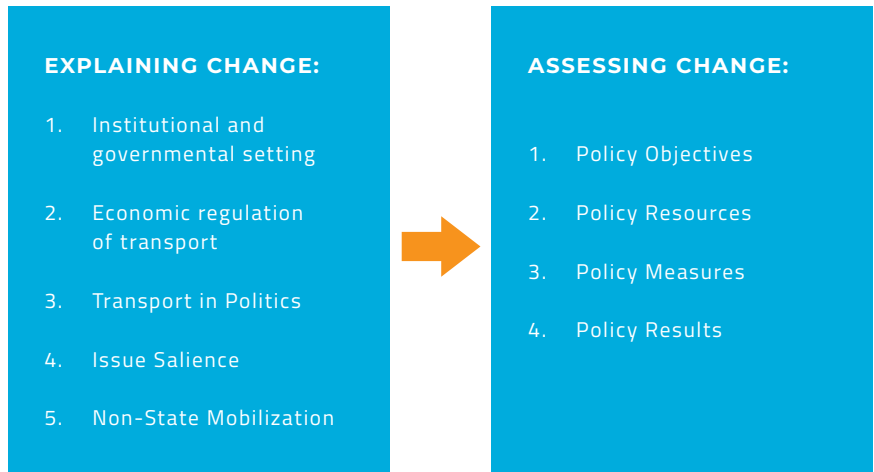 EXPLAINING CHANGE:
1. Institutional and
governmental setting
2. Economic regulation
of transport
3. Transport in Politics
4. Issue Salience
5. Non-State Mobilization
ASSESSING CHANGE:
1. Policy Objectives
2. Policy Resources
3. Policy Measures
4. Policy Results